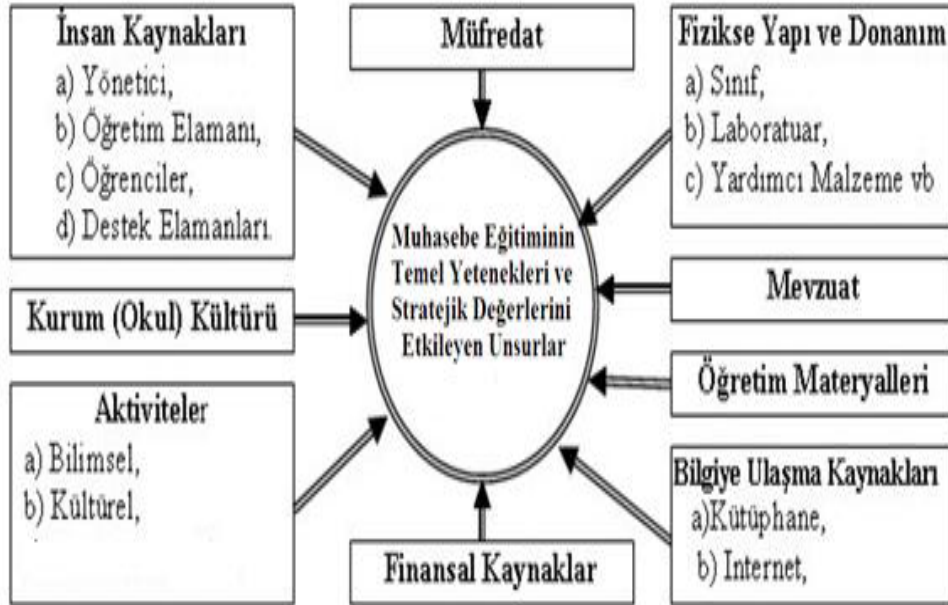 İnsan Kaynakları
a) Yönetici,
b) Öğretim Elamanı,
c) Öğrenciler,
d) Destek Elamanları.
Müfredat
Fizikse Yapı ve Donanım
a) Sınıf,
b) Laboratuar,
c) Yardımcı Malzeme vb
Muhasebe Eğitiminin
Temel Yetenekleri ve
Stratejik Değerlerini
Etkileyen Unsurlar
Kurum (Okul) Kültürü
Mevzuat
Öğretim Materyalleri
Aktiviteler
a) Bilimsel,
b) Kültürel,
Finansal Kaynaklar
Bilgiye Ulaşma Kaynakları
a)Kütüphane,
b) Internet,